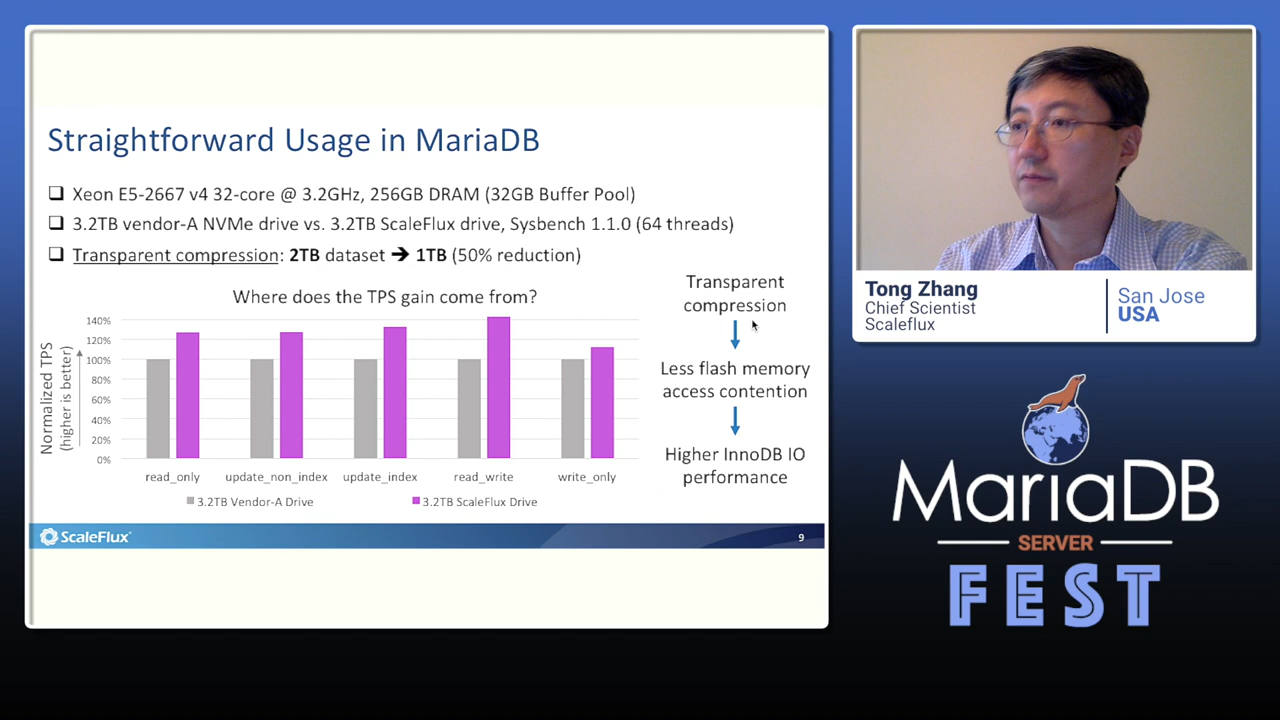 Straightforward Usage in MariaDB
Xeon E5-2667 v4 32-core @ 3.2GHz, 256GB DRAM (32GB Buffer Pool)
3.2TB vendor-A NVMe drive vs. 3.2TB ScaleFlux drive, Sysbench 1.1.0 (64 threads)
Transparent compression: 2TB dataset → 1TB (50% reduction)
Where does the TPS gain come from?
Normalized TPS
(higher is better)
140%
120%
100%
80%
60%
40%
20%
0%
read_only update_non_index update_index read_write write_only
3.2TB Vendor-A Drive 3.2TB ScaleFlux Drive
Transparent
compression
Less flash memory
access contention
Higher InnoDB IO
performance
ScaleFlux
9
Tong Zhang
Chief Scientist
Scaleflux
San Jose
USA
MariaDB
SERVER
FEST